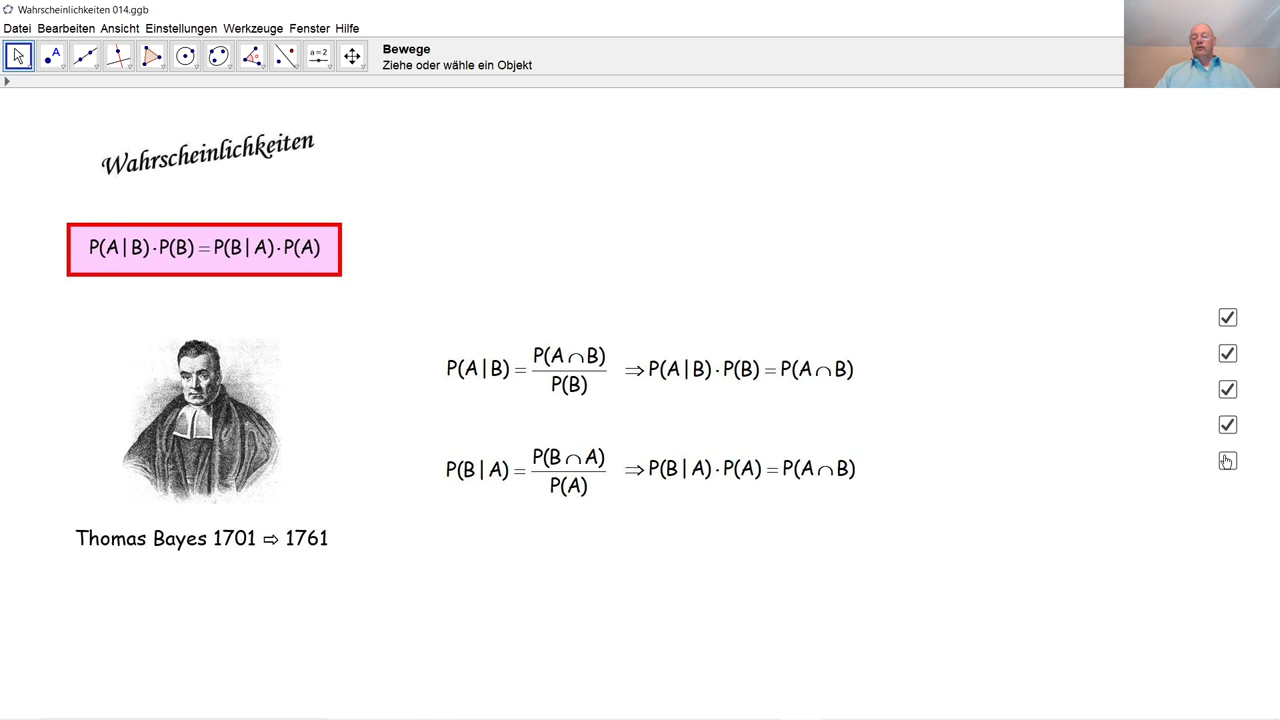 Wahrscheinlichkeiten 014.ggb
Datei Bearbeiten Ansicht Einstellungen Werkzeuge Fenster Hilfe
A
a=2
Bewege
Ziehe oder wähle ein Objekt
Wahrscheinlichkeiten
P(A|B)·P(B)=P(B|A)·P(A)
P(A|B) = P(A∩B) / P(B) ⇒ P(A|B)·P(B) = P(A∩B)
P(B|A) = P(B∩A) / P(A) ⇒ P(B|A)·P(A) = P(A∩B)
Thomas Bayes 1701 ⇨ 1761